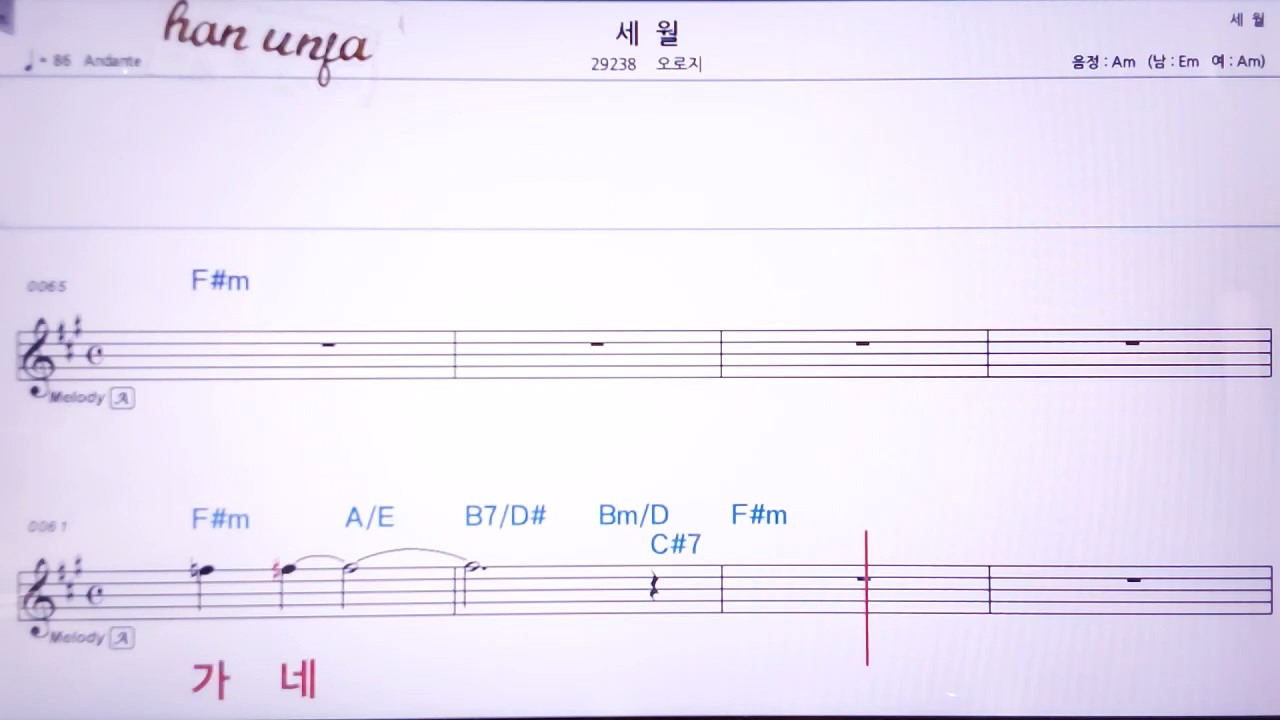 han unja
세 월
세 월
♩ = 86 Andante
29238 오로지
음정 : Am (남 : Em 여 : Am)
0065
F#m
Melody A
0061
F#m A/E B7/D# Bm/D F#m
C#7
Melody A
가 네